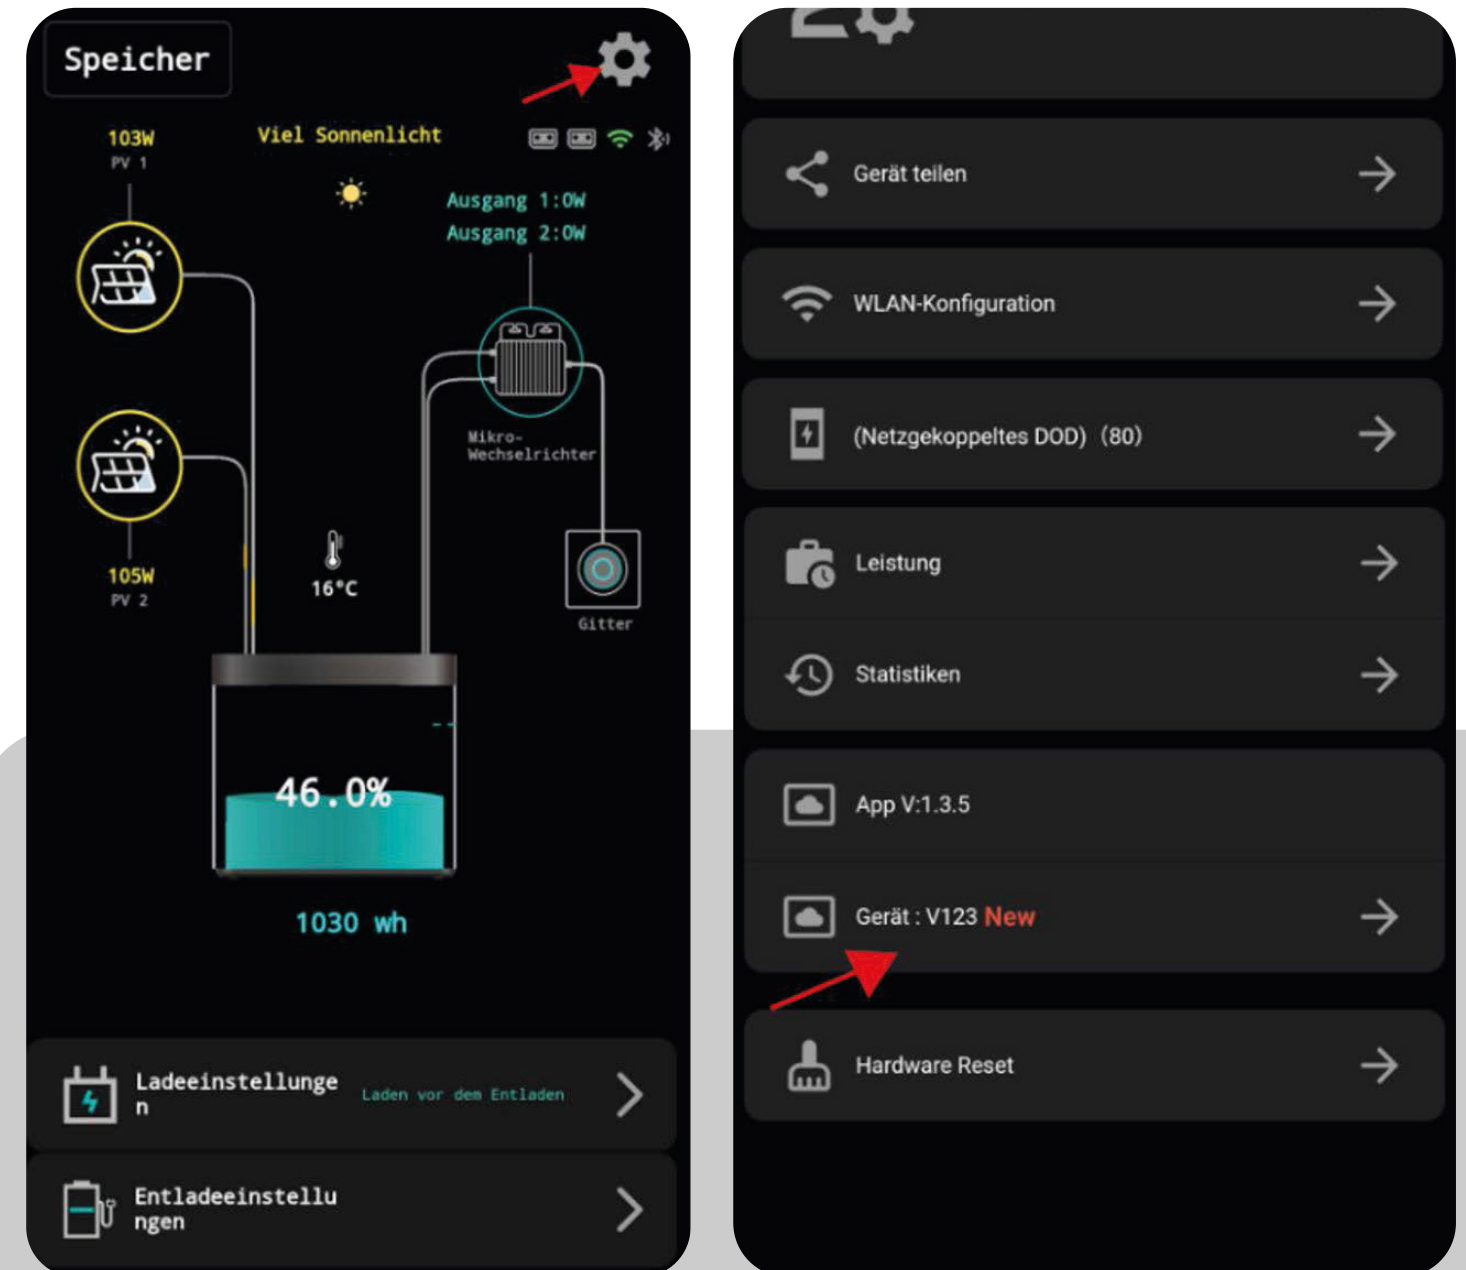 Speicher
103W
PV 1
Viel Sonnenlicht
Ausgang 1:0W
Ausgang 2:0W
Mikro-
Wechselrichter
105W
PV 2
16°C
Gitter
46.0%
1030 wh
Ladeeinstellunge
n
Laden vor dem Entladen
Entladeeinstellu
ngen
Gerät teilen
WLAN-Konfiguration
(Netzgekoppeltes DOD)（80）
Leistung
Statistiken
App V:1.3.5
Gerät : V123 New
Hardware Reset